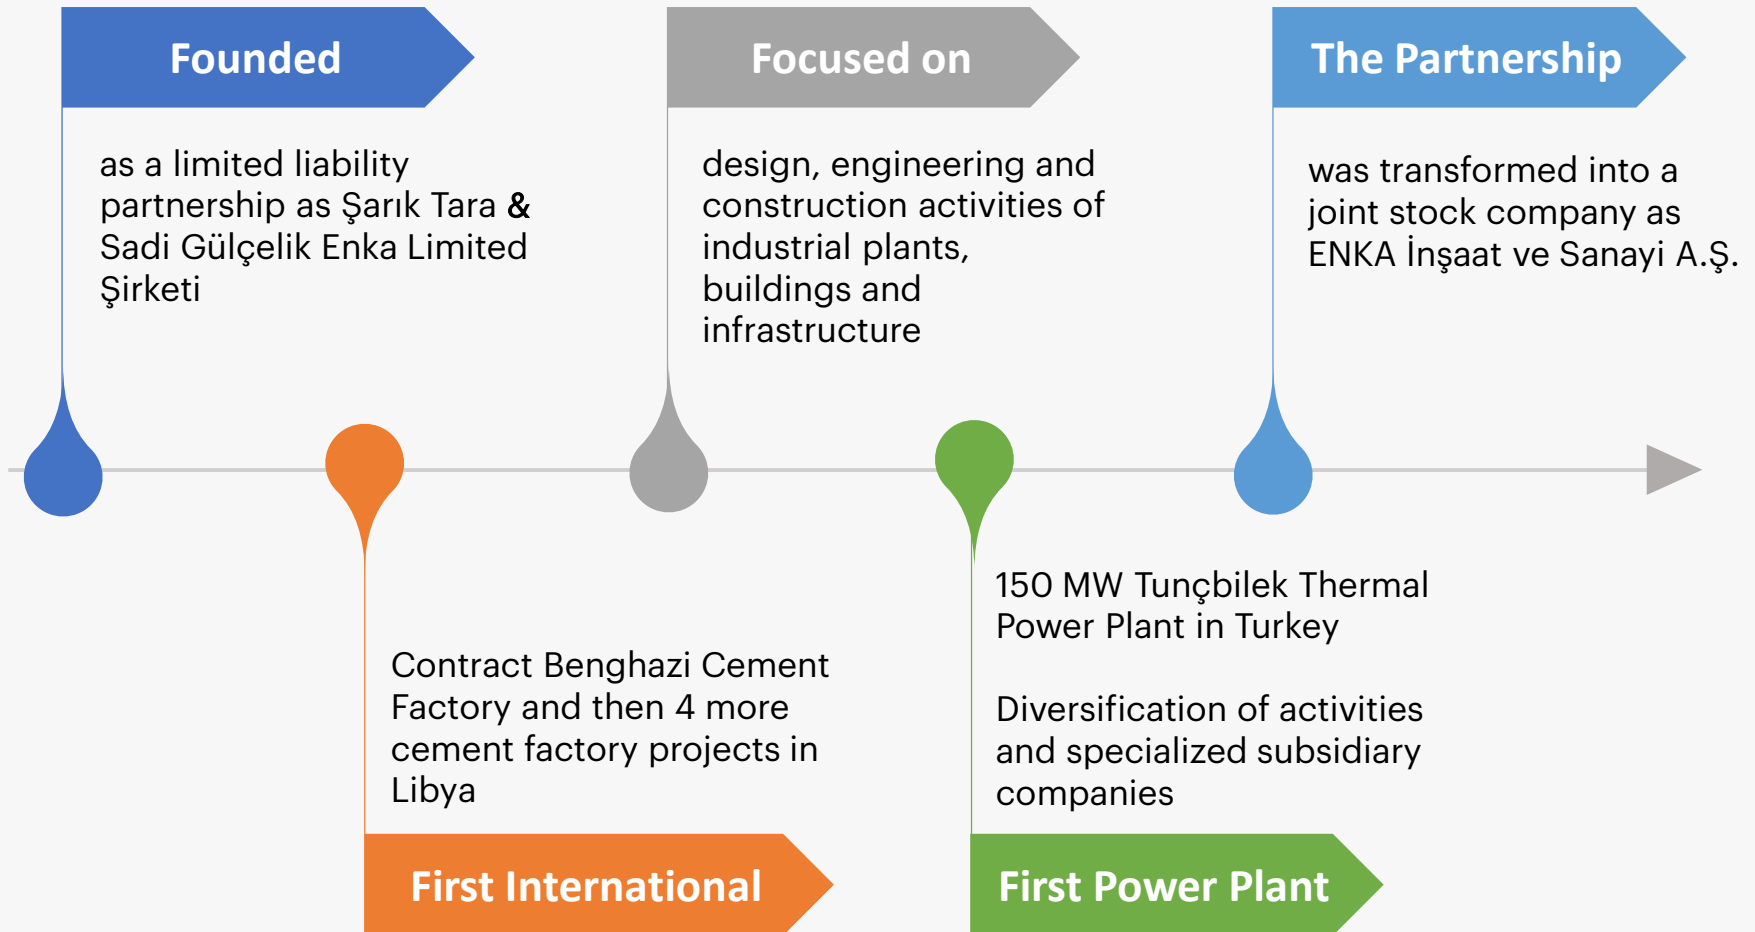 Founded
as a limited liability
partnership as Şarık Tara &
Sadi Gülçelik Enka Limited
Şirketi
Focused on
design, engineering and
construction activities of
industrial plants,
buildings and
infrastructure
The Partnership
was transformed into a
joint stock company as
ENKA İnşaat ve Sanayi A.Ş.
Contract Benghazi Cement
Factory and then 4 more
cement factory projects in
Libya
First International
150 MW Tunçbilek Thermal
Power Plant in Turkey
Diversification of activities
and specialized subsidiary
companies
First Power Plant